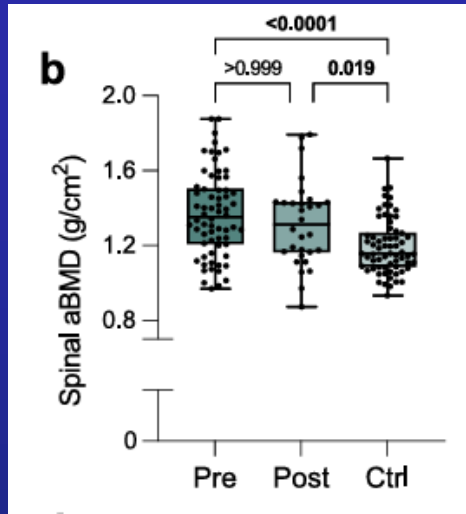 b
<0.0001
>0.999 0.019
Spinal aBMD (g/cm²)
2.0
1.6
1.2
0.8
0
Pre Post Ctrl